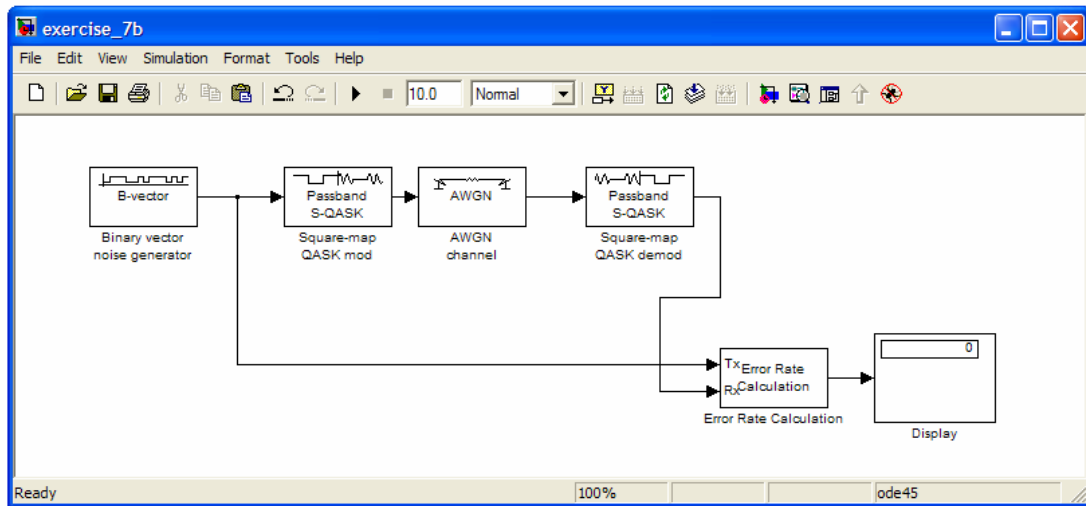 exercise_7b
File Edit View Simulation Format Tools Help
10.0 Normal
B-vector
Binary vector
noise generator
Passband
S-QASK
Square-map
QASK mod
AWGN
AWGN
channel
Passband
S-QASK
Square-map
QASK demod
Tx
Rx
Error Rate
Calculation
Error Rate Calculation
0
Display
Ready 100% ode45